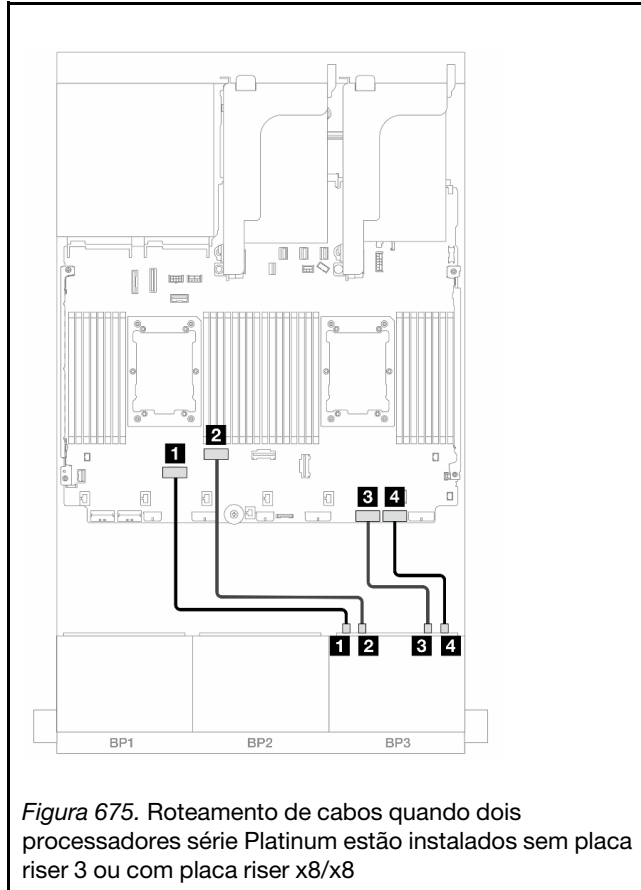 1
2
3 4
1 2 3 4
BP1 BP2 BP3
Figura 675. Roteamento de cabos quando dois
processadores série Platinum estão instalados sem placa
riser 3 ou com placa riser x8/x8